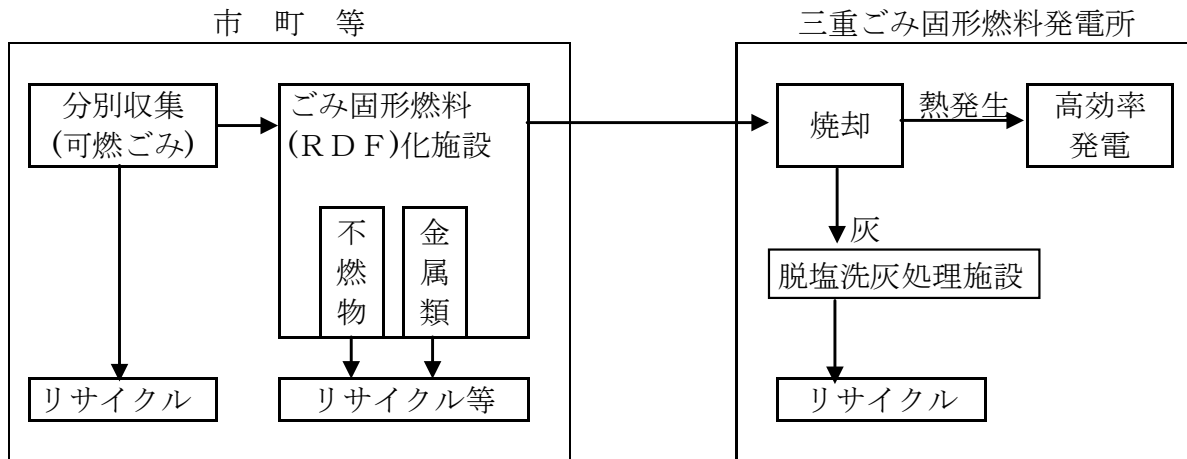 市　町　等
分別収集
(可燃ごみ)
ごみ固形燃料
(ＲＤＦ)化施設
不燃物
金属類
リサイクル
リサイクル等
三重ごみ固形燃料発電所
焼却
熱発生
高効率
発電
灰
脱塩洗灰処理施設
リサイクル